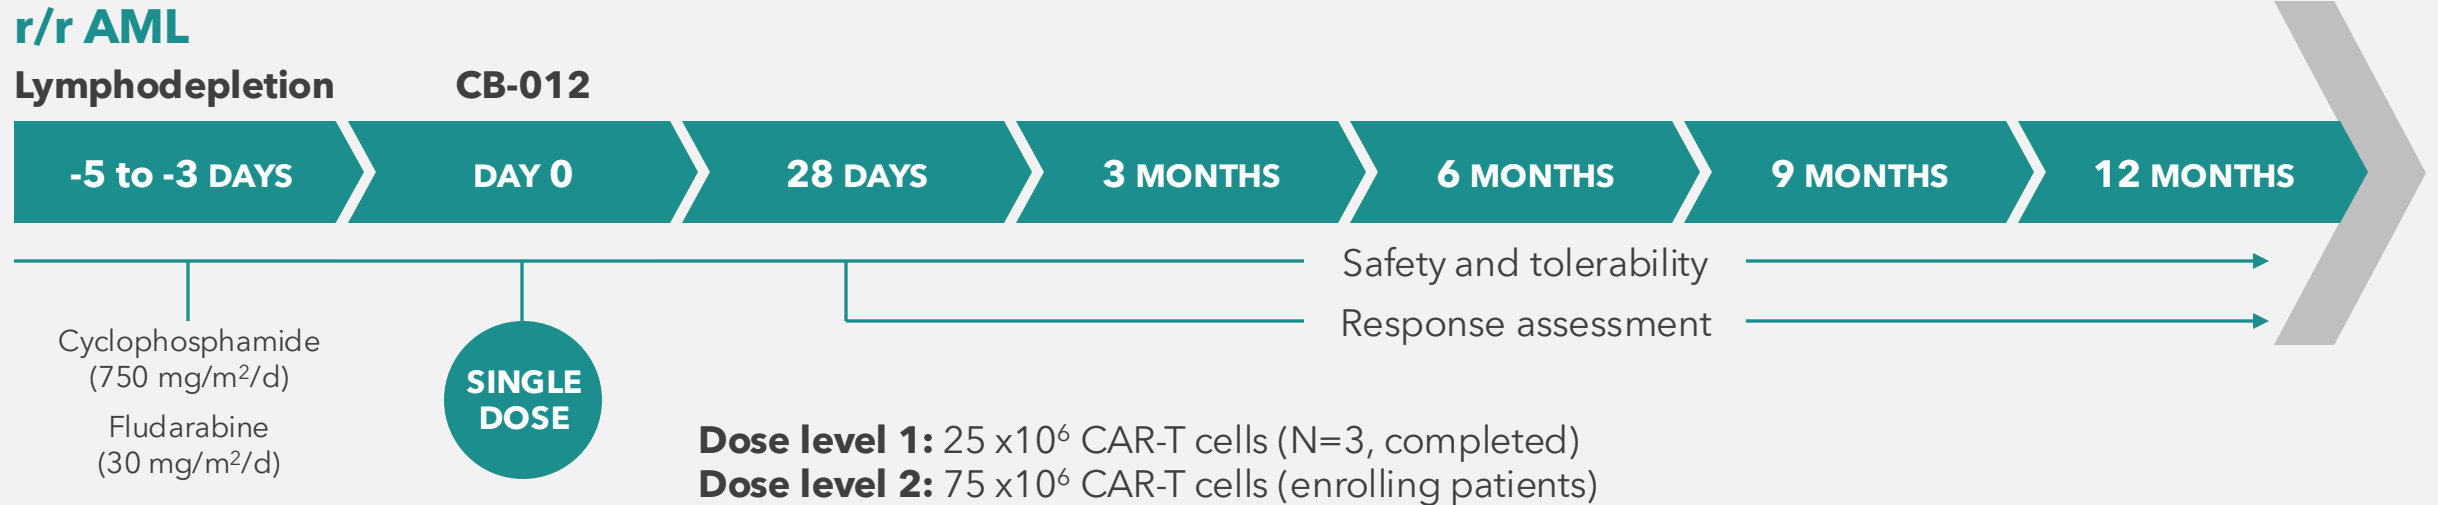 r/r AML
Lymphodepletion
CB-012
-5 to -3 DAYS
DAY 0
28 DAYS
3 MONTHS
6 MONTHS
9 MONTHS
12 MONTHS
Safety and tolerability
Response assessment
Cyclophosphamide
(750 mg/m²/d)
Fludarabine
(30 mg/m²/d)
SINGLE
DOSE
Dose level 1: 25 x10⁶ CAR-T cells (N=3, completed)
Dose level 2: 75 x10⁶ CAR-T cells (enrolling patients)